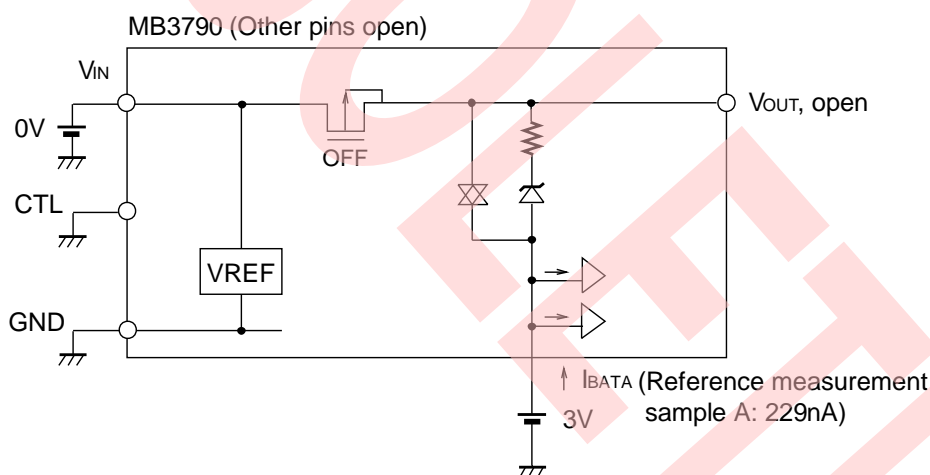 MB3790 (Other pins open)
VIN
VOUT, open
0V
OFF
CTL
VREF
GND
IBATA (Reference measurement
sample A: 229nA)
3V